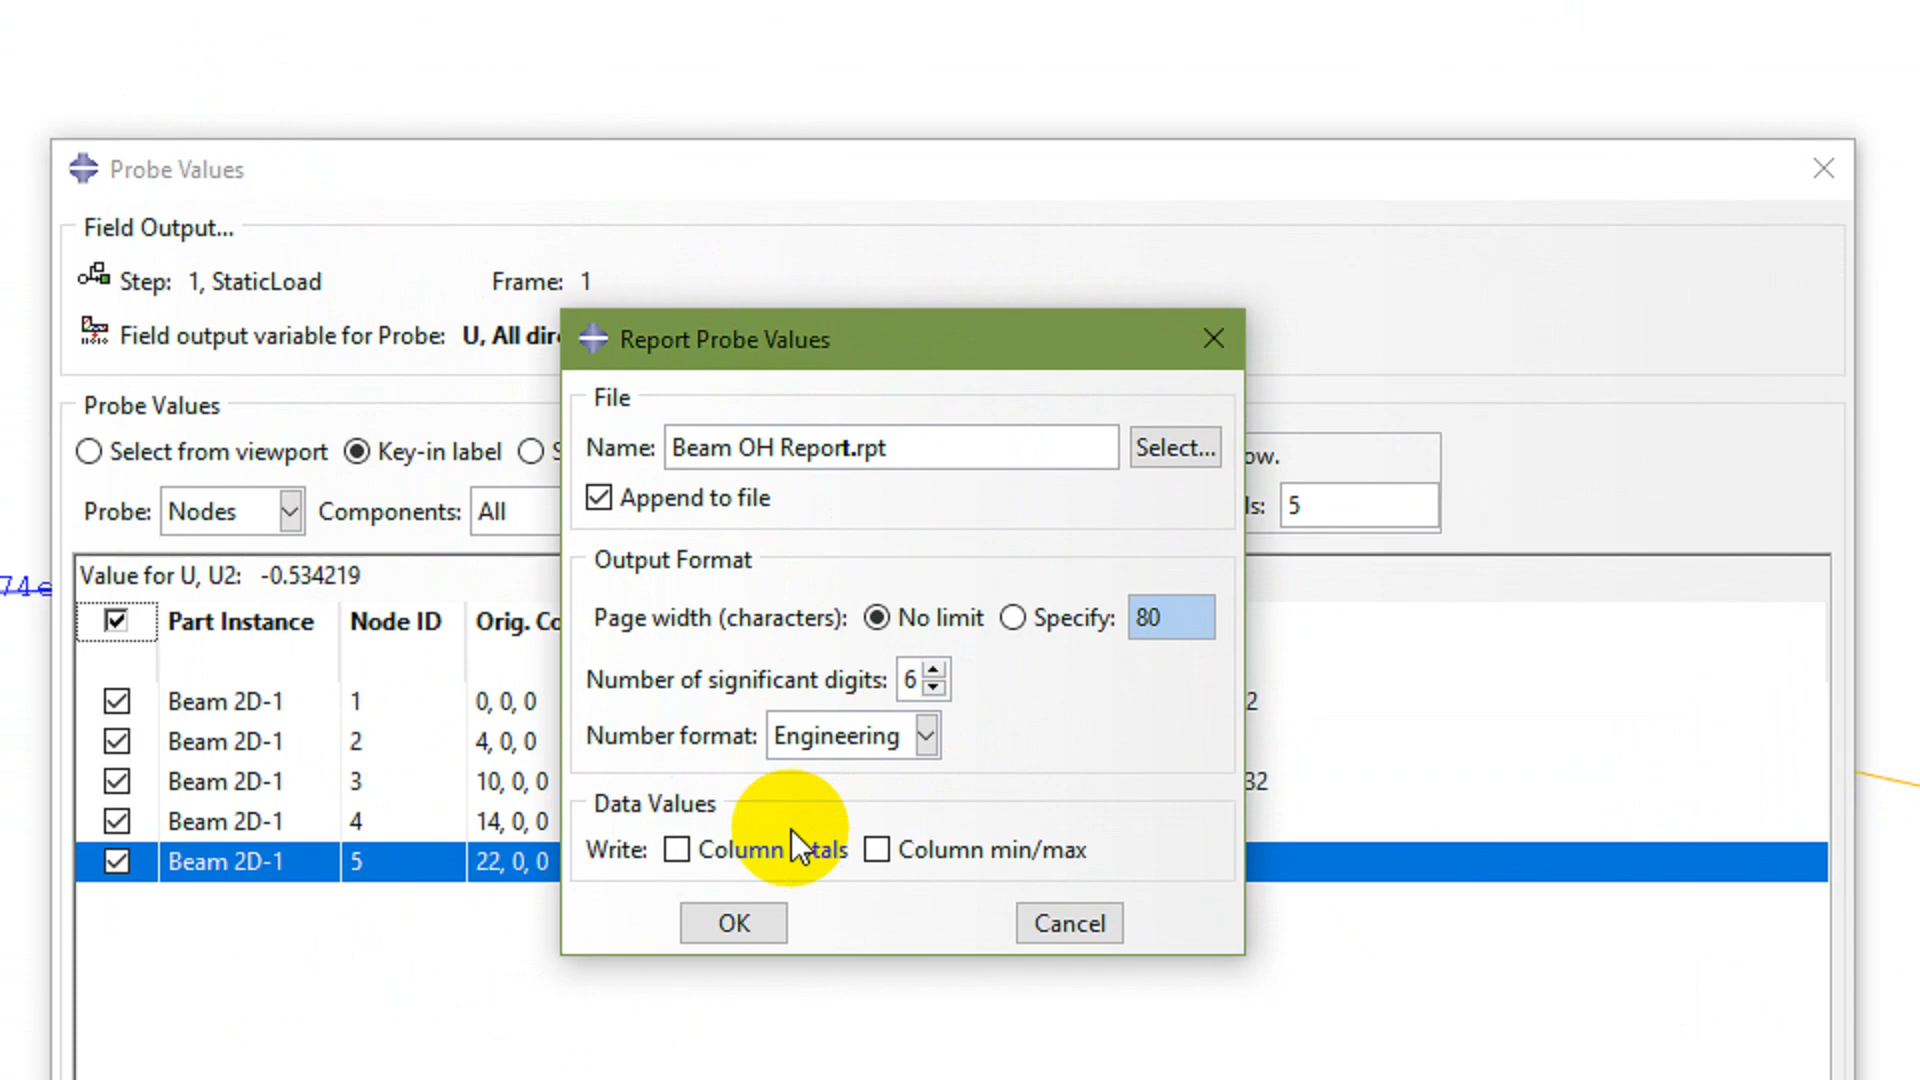 Probe Values
Field Output...
Step: 1, StaticLoad Frame: 1
Field output variable for Probe: U, All
Probe Values
Select from viewport Key-in label
Probe: Nodes Components: All
5
Value for U, U2: -0.534219
Part Instance Node ID Orig.
Beam 2D-1 1 0, 0, 0
Beam 2D-1 2 4, 0, 0
Beam 2D-1 3 10, 0, 0
Beam 2D-1 4 14, 0, 0
Beam 2D-1 5 22, 0, 0
Report Probe Values
File
Name: Beam OH Report.rpt Select...
Append to file
Output Format
Page width (characters): No limit Specify: 80
Number of significant digits: 6
Number format: Engineering
Data Values
Write: Column Column min/max
OK Cancel